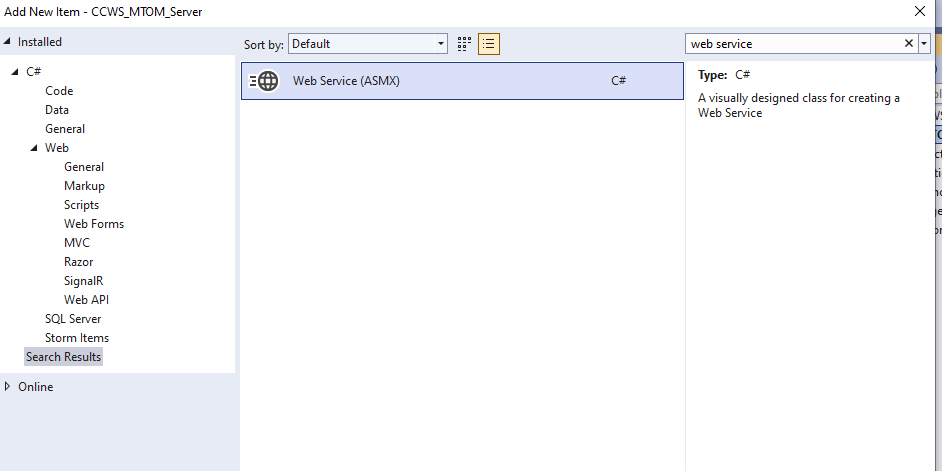 Add New Item - CCWS_MTOM_Server
Installed
Sort by: Default
web service
C#
Code
Data
General
Web
General
Markup
Scripts
Web Forms
MVC
Razor
SignalR
Web API
SQL Server
Storm Items
Search Results
Online
Web Service (ASMX) C#
Type: C#
A visually designed class for creating a
Web Service